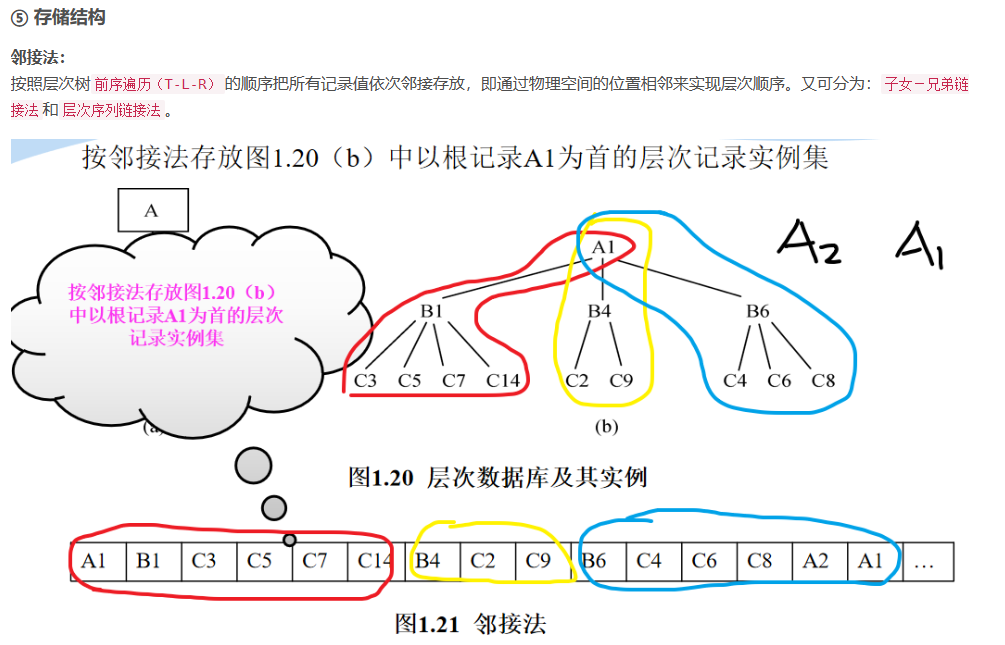 ⑤ 存储结构
邻接法：
按照层次树 前序遍历（T-L-R） 的顺序把所有记录值依次邻接存放，即通过物理空间的位置相邻来实现层次顺序。又可分为： 子女－兄弟链
接法 和 层次序列链接法 。
按邻接法存放图1.20（b）中以根记录A1为首的层次记录实例集
A
A1
A2 A1
按邻接法存放图1.20（b）
中以根记录A1为首的层次
记录实例集
B1 B4 B6
C3 C5 C7 C14 C2 C9 C4 C6 C8
(a)
(b)
图1.20 层次数据库及其实例
A1 B1 C3 C5 C7 C14 B4 C2 C9 B6 C4 C6 C8 A2 A1 …
图1.21 邻接法